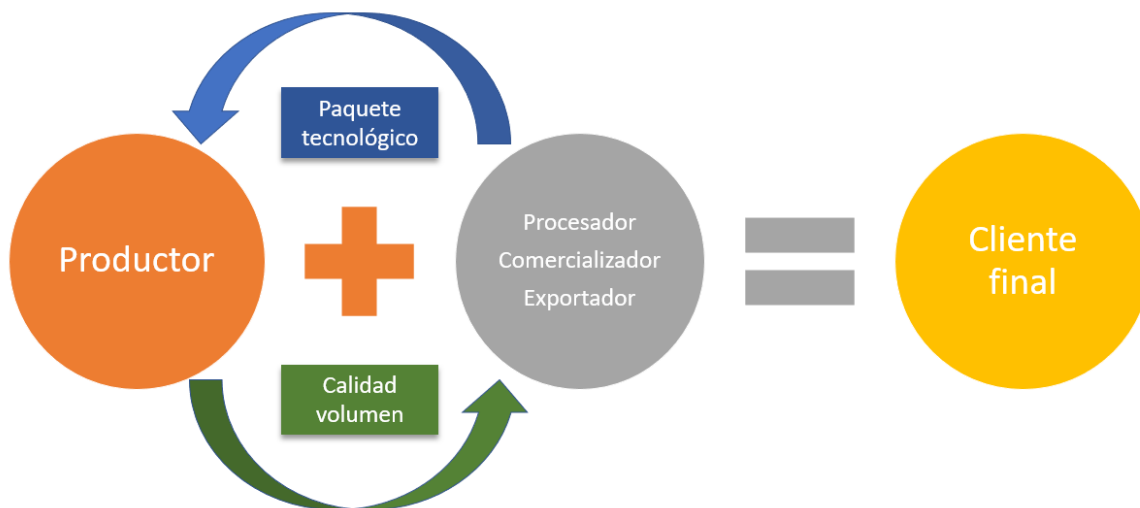 Paquete
tecnológico
Productor
Procesador
Comercializador
Exportador
Cliente
final
Calidad
volumen